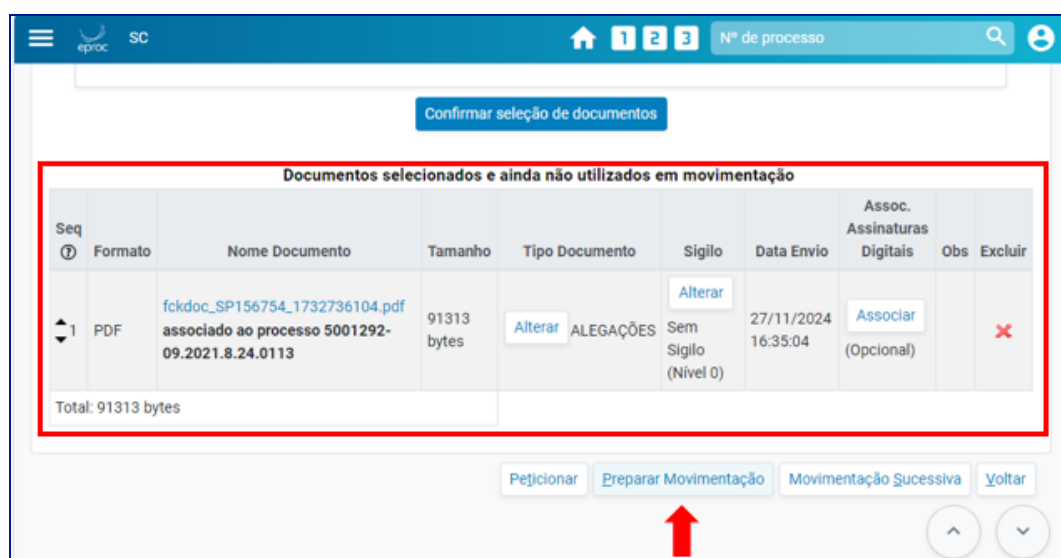 eproc SC 1 2 3 Nº de processo
Confirmar seleção de documentos
Documentos selecionados e ainda não utilizados em movimentação
Seq Formato Nome Documento Tamanho Tipo Documento Sigilo Data Envio Assoc. Assinaturas Digitais Obs Excluir
1 PDF fckdoc_SP156754_1732736104.pdf
associado ao processo 5001292-
09.2021.8.24.0113
91313
bytes
Alterar ALEGAÇÕES
Alterar
Sem
Sigilo
(Nível 0)
27/11/2024
16:35:04
Associar
(Opcional)
Total: 91313 bytes
Peticionar Preparar Movimentação Movimentação Sucessiva Voltar